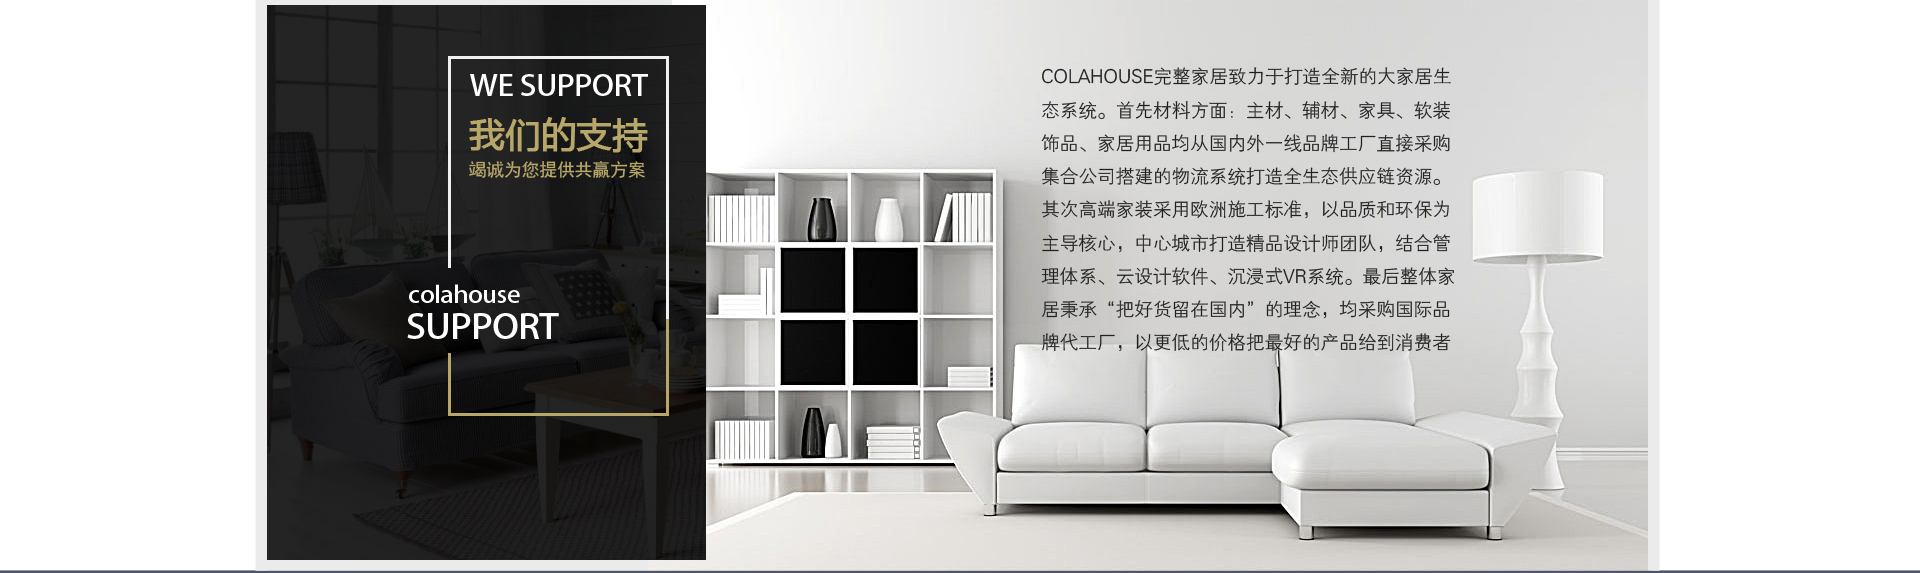 WE SUPPORT
我们的支持
竭诚为您提供共赢方案
colahouse
SUPPORT
COLAHOUSE完整家居致力于打造全新的大家居生
态系统。首先材料方面：主材、辅材、家具、软装
饰品、家居用品均从国内外一线品牌工厂直接采购
集合公司搭建的物流系统打造全生态供应链资源。
其次高端家装采用欧洲施工标准，以品质和环保为
主导核心，中心城市打造精品设计师团队，结合管
理体系、云设计软件、沉浸式VR系统。最后整体家
居秉承“把好货留在国内”的理念，均采购国际品
牌代工厂，以更低的价格把最好的产品给到消费者